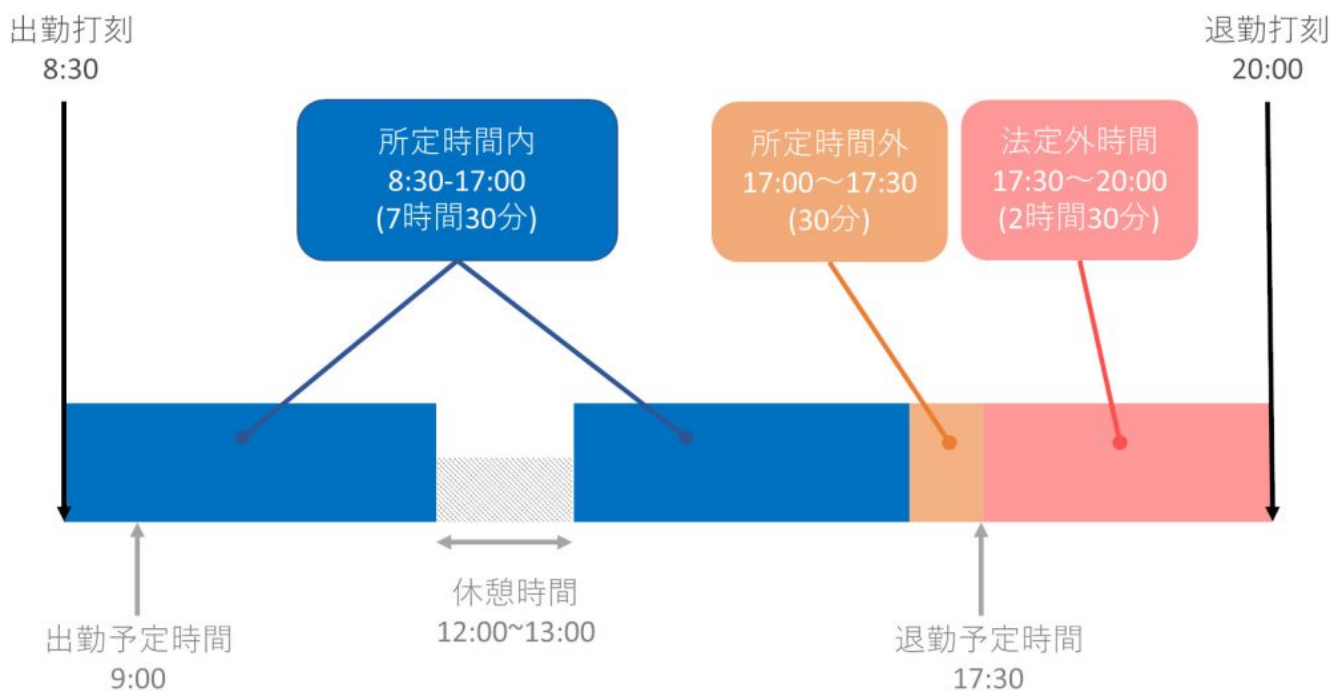 出勤打刻
8:30
退勤打刻
20:00
所定時間内
8:30-17:00
(7時間30分)
所定時間外
17:00～17:30
(30分)
法定外時間
17:30～20:00
(2時間30分)
休憩時間
12:00~13:00
出勤予定時間
9:00
退勤予定時間
17:30